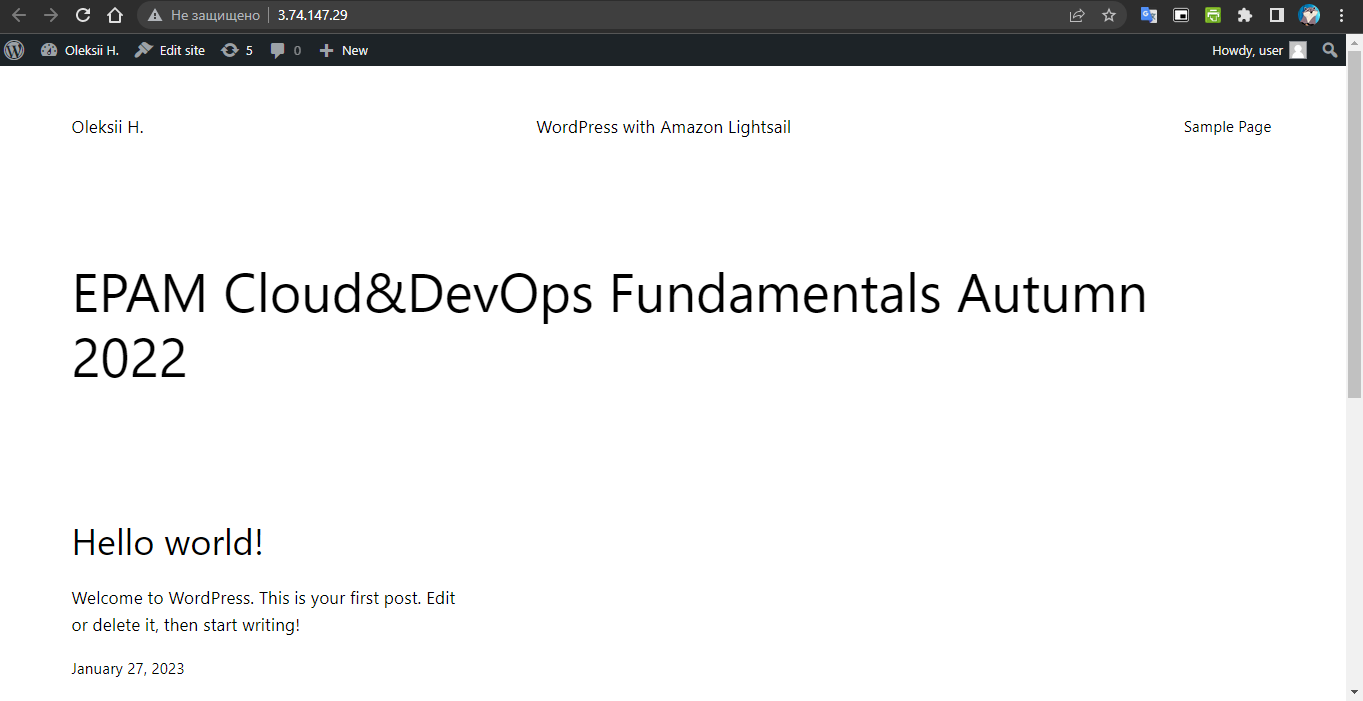 Не защищено 3.74.147.29
Oleksii H. Edit site 5 0 New Howdy, user
Oleksii H. WordPress with Amazon Lightsail Sample Page
EPAM Cloud&DevOps Fundamentals Autumn
2022
Hello world!
Welcome to WordPress. This is your first post. Edit
or delete it, then start writing!
January 27, 2023